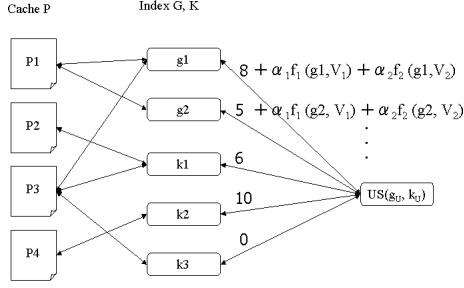 Cache P
Index G, K
P1
g1
8 + α₁f₁ (g1,V₁) + α₂f₂ (g1,V₂)
g2
5 + α₁f₁ (g2, V₁) + α₂f₂ (g2, V₂)
P2
k1
6
P3
US(gᵤ, kᵤ)
k2
10
P4
k3
0